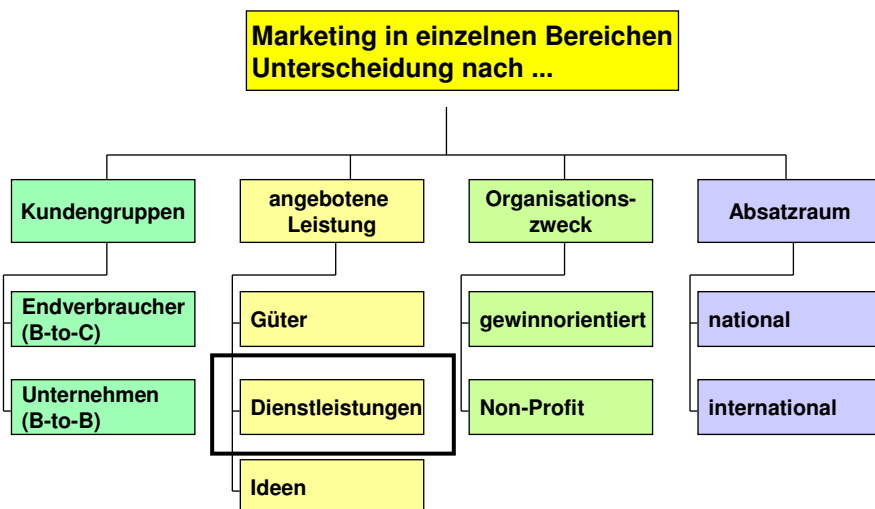 Marketing in einzelnen Bereichen
Unterscheidung nach ...
Kundengruppen
angebotene
Leistung
Organisations-
zweck
Absatzraum
Endverbraucher
(B-to-C)
Güter
gewinnorientiert
national
Unternehmen
(B-to-B)
Dienstleistungen
Non-Profit
international
Ideen